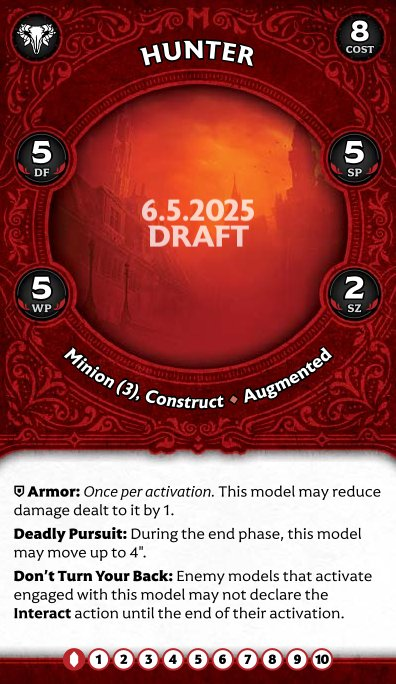 HUNTER
8
COST
5
DF
5
SP
6.5.2025
DRAFT
5
WP
2
SZ
Minion (3), Construct ♦ Augmented
Armor: Once per activation. This model may reduce
damage dealt to it by 1.
Deadly Pursuit: During the end phase, this model
may move up to 4".
Don't Turn Your Back: Enemy models that activate
engaged with this model may not declare the
Interact action until the end of their activation.
1 2 3 4 5 6 7 8 9 10